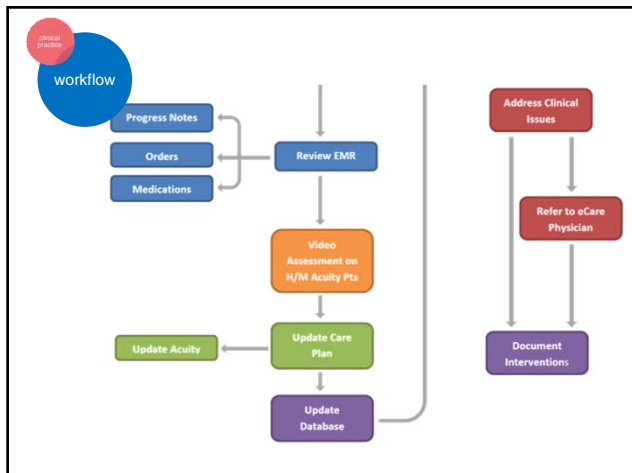 clinical
practice
workflow
Progress Notes
Orders
Medications
Review EMR
Video
Assessment on
H/M Acuity Pts
Update Acuity
Update Care
Plan
Update
Database
Address Clinical
Issues
Refer to eCare
Physician
Document
Interventions